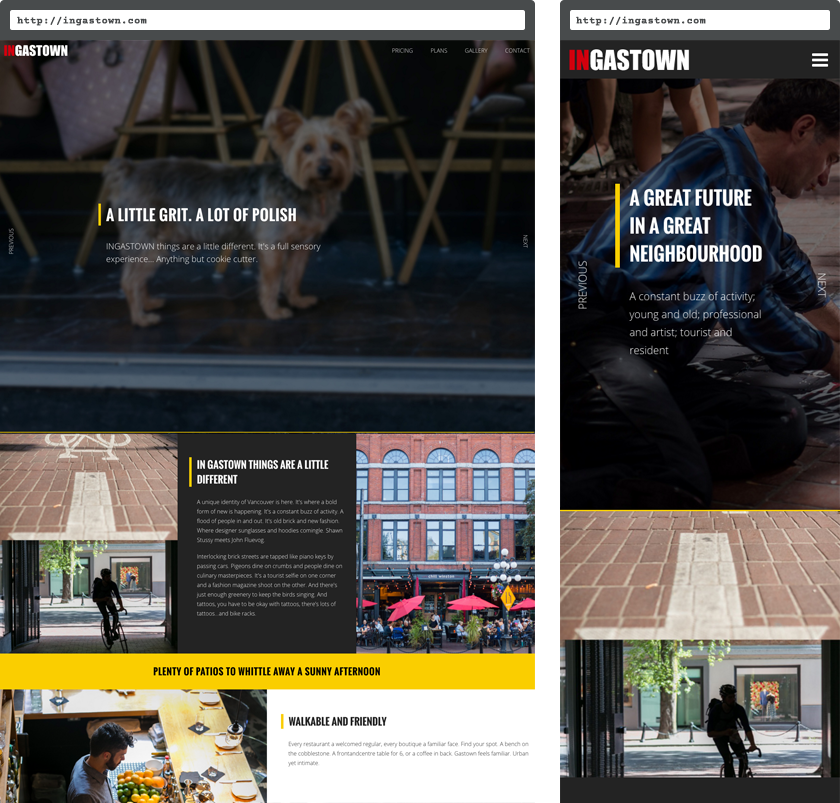 http://ingastown.com
INGASTOWN
PRICING PLANS GALLERY CONTACT
A LITTLE GRIT. A LOT OF POLISH
INGASTOWN things are a little different. It's a full sensory
experience... Anything but cookie cutter.
PREVIOUS
NEXT
IN GASTOWN THINGS ARE A LITTLE
DIFFERENT
A unique identity of Vancouver is here. It's where a bold
form of new is happening. It's a constant buzz of activity. A
flood of people in and out. It's old brick and new fashion.
Where designer sunglasses and hoodies comingle. Shawn
Stussy meets John Fluevog.
Interlocking brick streets are tapped like piano keys by
passing cars. Pigeons dine on crumbs and people dine on
culinary masterpieces. It's a tourist selfie on one corner
and a fashion magazine shoot on the other. And there's
just enough greenery to keep the birds singing. And
tattoos, you have to be okay with tattoos, there's lots of
tattoos...and bike racks.
PLENTY OF PATIOS TO WHITTLE AWAY A SUNNY AFTERNOON
WALKABLE AND FRIENDLY
Every restaurant a welcomed regular, every boutique a familiar face. Find your spot. A bench on
the cobblestone. A frontandcentre table for 6, or a coffee in back. Gastown feels familiar. Urban
yet intimate.
http://ingastown.com
INGASTOWN
A GREAT FUTURE
IN A GREAT
NEIGHBOURHOOD
A constant buzz of activity;
young and old; professional
and artist; tourist and
resident
PREVIOUS
NEXT